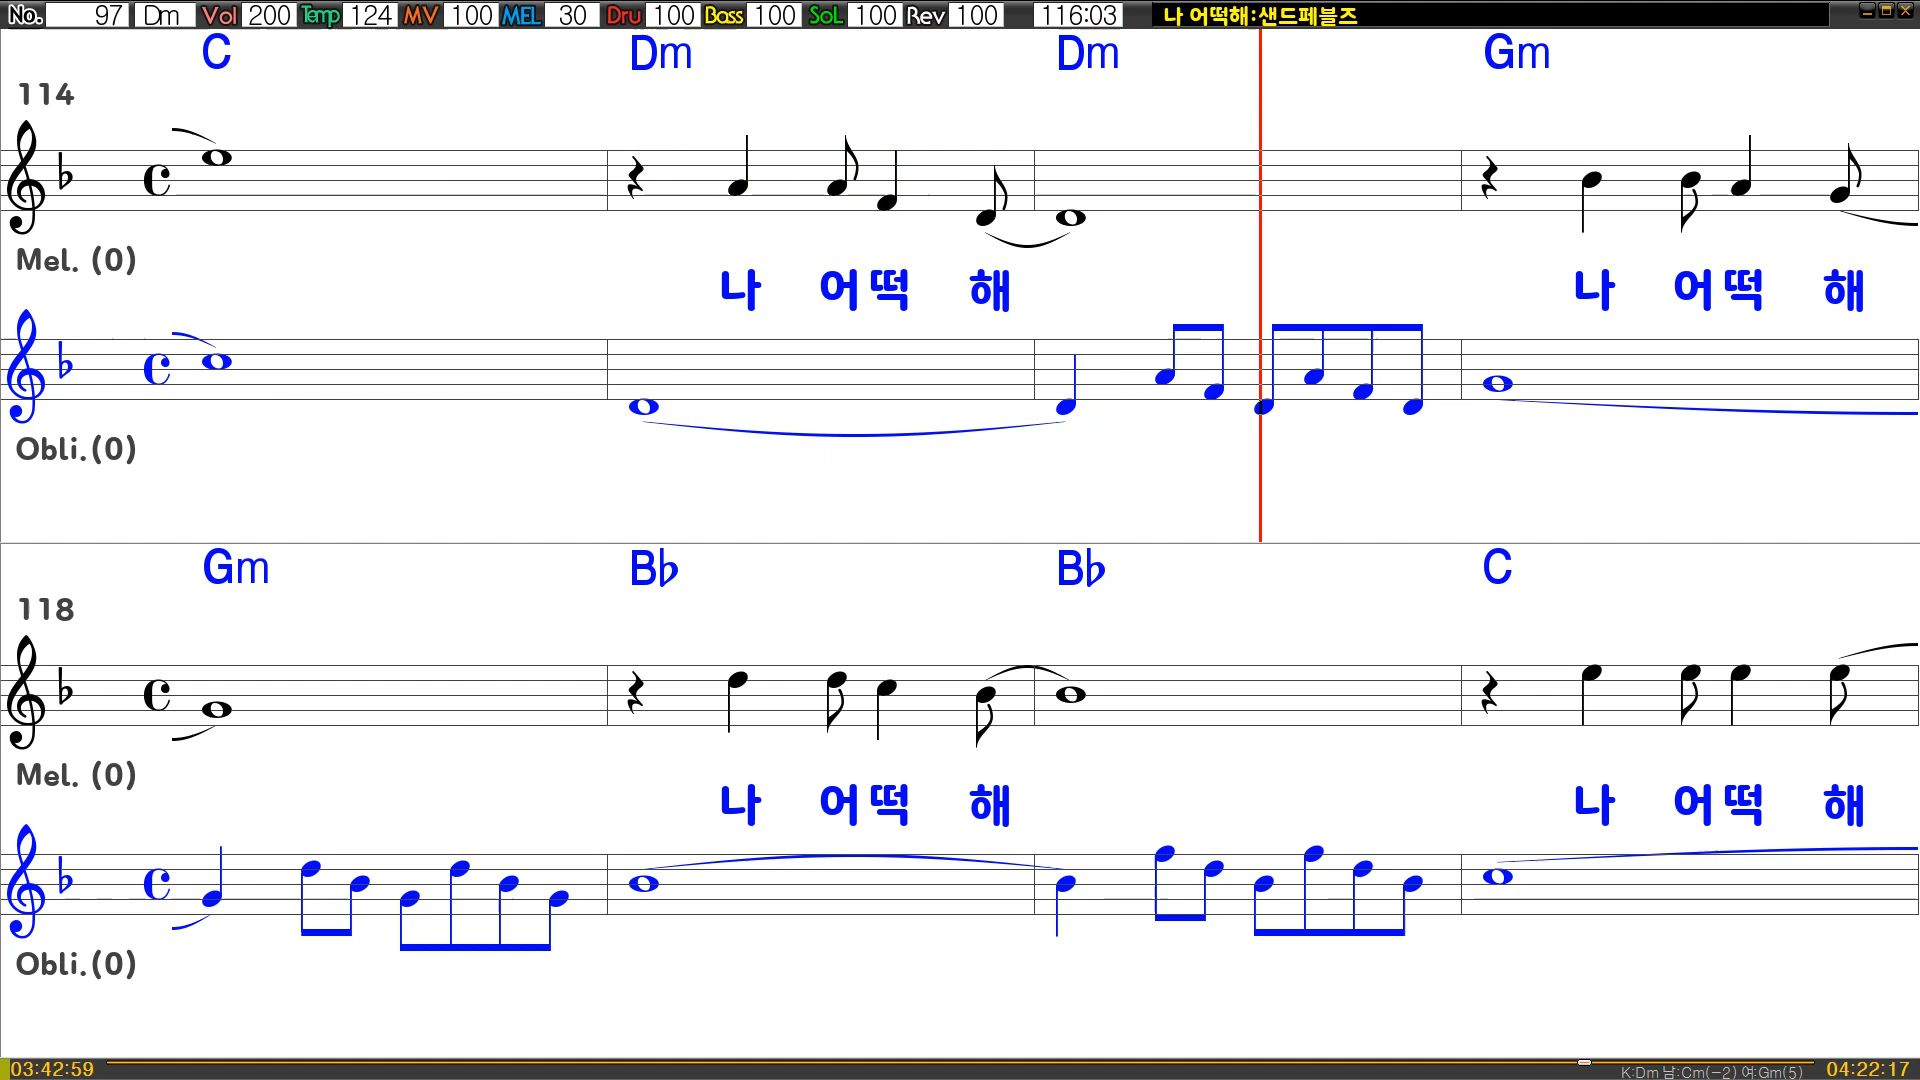 No. 97 Dm Vol 200 Temp 124 MV 100 MEL 30 Dru 100 Bass 100 SoL 100 Rev 100 116:03 나 어떡해:샌드페블즈
C Dm Dm Gm
114
Mel. (0)
나 어떡해 나 어떡해
Obli.(0)
Gm B♭ B♭ C
118
Mel. (0)
나 어떡해 나 어떡해
Obli.(0)
03:42:59 K:Dm 남:Cm(-2) 여:Gm(5) 04:22:17